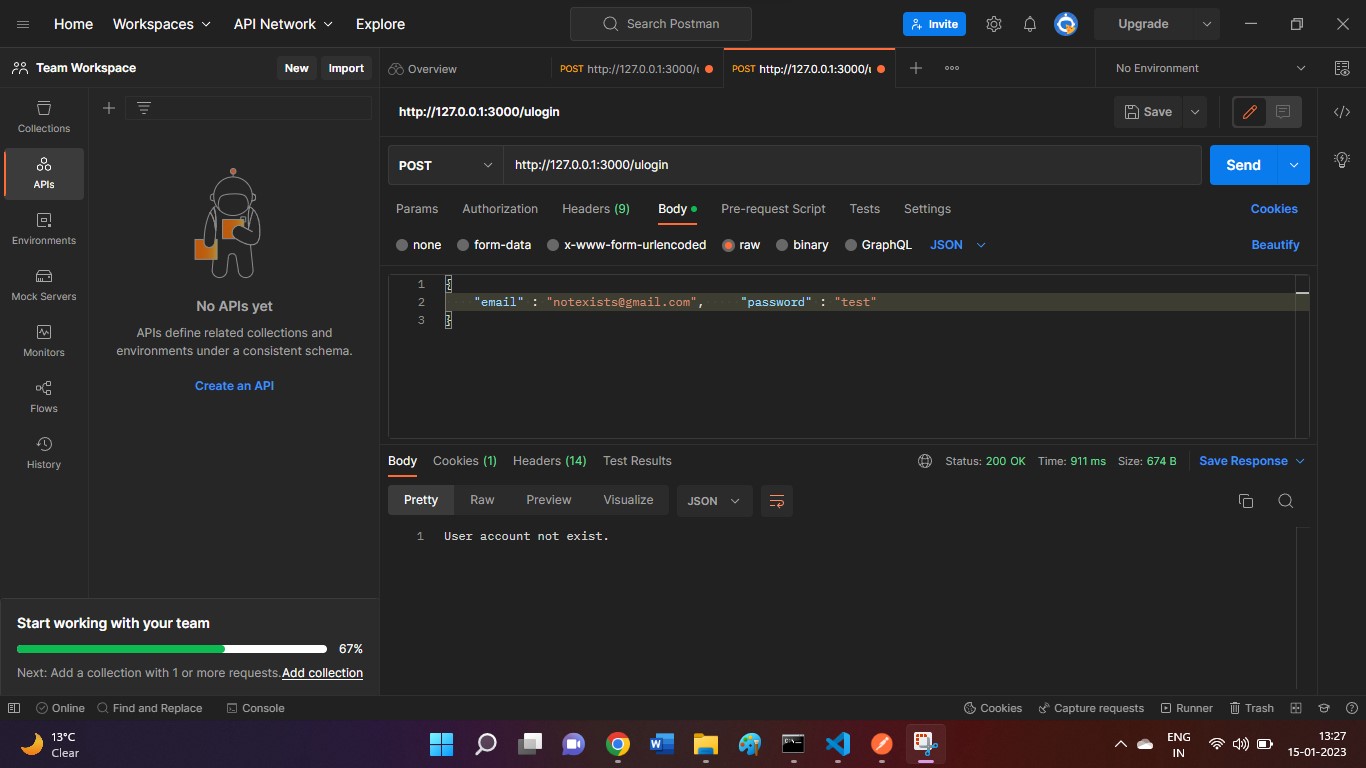 Home
Workspaces
API Network
Explore
Search Postman
Invite
Upgrade
Team Workspace
New
Import
Overview
POST http://127.0.0.1:3000/u
POST http://127.0.0.1:3000/u
No Environment
Collections
APIs
Environments
Mock Servers
Monitors
Flows
History
No APIs yet
APIs define related collections and
environments under a consistent schema.
Create an API
http://127.0.0.1:3000/ulogin
Save
POST
http://127.0.0.1:3000/ulogin
Send
Params
Authorization
Headers (9)
Body
Pre-request Script
Tests
Settings
Cookies
none
form-data
x-www-form-urlencoded
raw
binary
GraphQL
JSON
Beautify
1 {
2 "email" : "notexists@gmail.com", "password" : "test"
3 }
Body
Cookies (1)
Headers (14)
Test Results
Status: 200 OK
Time: 911 ms
Size: 674 B
Save Response
Pretty
Raw
Preview
Visualize
JSON
1 User account not exist.
Start working with your team
67%
Next: Add a collection with 1 or more requests. Add collection
Online
Find and Replace
Console
Cookies
Capture requests
Runner
Trash
13°C
Clear
ENG
IN
13:27
15-01-2023